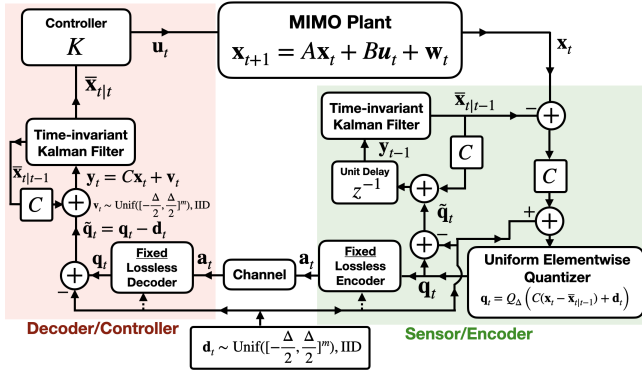 Controller
K
u_t
MIMO Plant
x_{t+1} = Ax_t + Bu_t + w_t
x_t
x̅_{t|t}
Time-invariant
Kalman Filter
x̅_{t|t-1}
y_t = Cx_t + v_t
C
v_t ~ Unif([-Δ/2, Δ/2]^m), IID
q̃_t = q_t - d_t
−
q_t
Fixed
Lossless
Decoder
a_t
Channel
a_t
Fixed
Lossless
Encoder
q_t
Time-invariant
Kalman Filter
x̅_{t|t-1}
−
y_{t-1}
C
C
Unit Delay
z^{-1}
q̃_t
−
+
Uniform Elementwise
Quantizer
q_t = Q_Δ(C(x_t - x̅_{t|t-1}) + d_t)
Decoder/Controller
Sensor/Encoder
d_t ~ Unif([-Δ/2, Δ/2]^m), IID